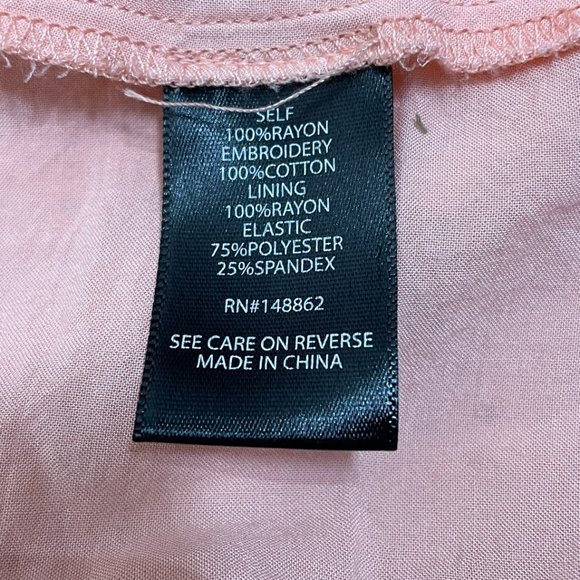 SELF
100%RAYON
EMBROIDERY
100%COTTON
LINING
100%RAYON
ELASTIC
75%POLYESTER
25%SPANDEX
RN#148862
SEE CARE ON REVERSE
MADE IN CHINA